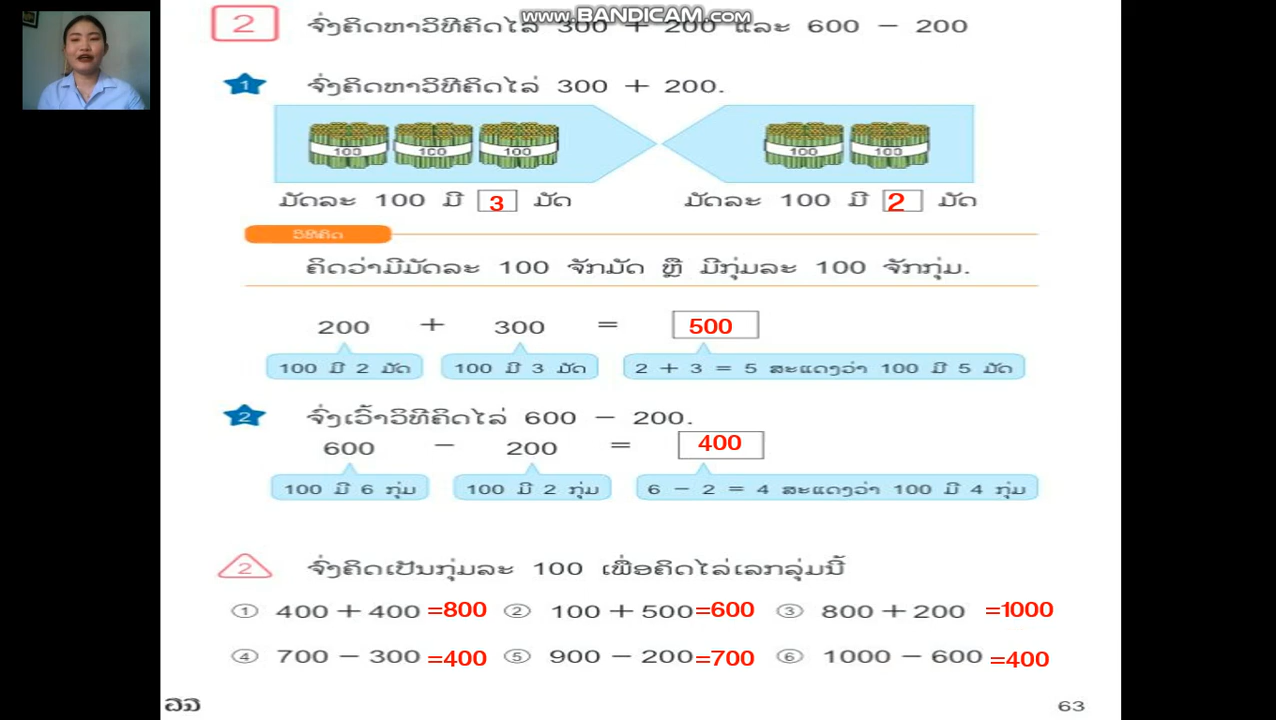 www.BANDICAM.com
2 ຈົ່ງຄິດຫາວິທີຄິດໄລ່ 300 + 200 ແລະ 600 − 200
1 ຈົ່ງຄິດຫາວິທີຄິດໄລ່ 300 + 200.
100 100 100 100 100
ມັດລະ 100 ມີ 3 ມັດ ມັດລະ 100 ມີ 2 ມັດ
ວິທີຄິດ
ຄິດວ່າມີມັດລະ 100 ຈັກມັດ ຫຼື ມີກຸ່ມລະ 100 ຈັກກຸ່ມ.
200 + 300 = 500
100 ມີ 2 ມັດ 100 ມີ 3 ມັດ 2 + 3 = 5 ສະແດງວ່າ 100 ມີ 5 ມັດ
2 ຈົ່ງເວົ້າວິທີຄິດໄລ່ 600 − 200.
600 − 200 = 400
100 ມີ 6 ກຸ່ມ 100 ມີ 2 ກຸ່ມ 6 − 2 = 4 ສະແດງວ່າ 100 ມີ 4 ກຸ່ມ
2 ຈົ່ງຄິດເປັນກຸ່ມລະ 100 ເພື່ອຄິດໄລ່ເລກລຸ່ມນີ້
① 400 + 400 =800 ② 100 + 500 =600 ③ 800 + 200 =1000
④ 700 − 300 =400 ⑤ 900 − 200 =700 ⑥ 1000 − 600 =400
63